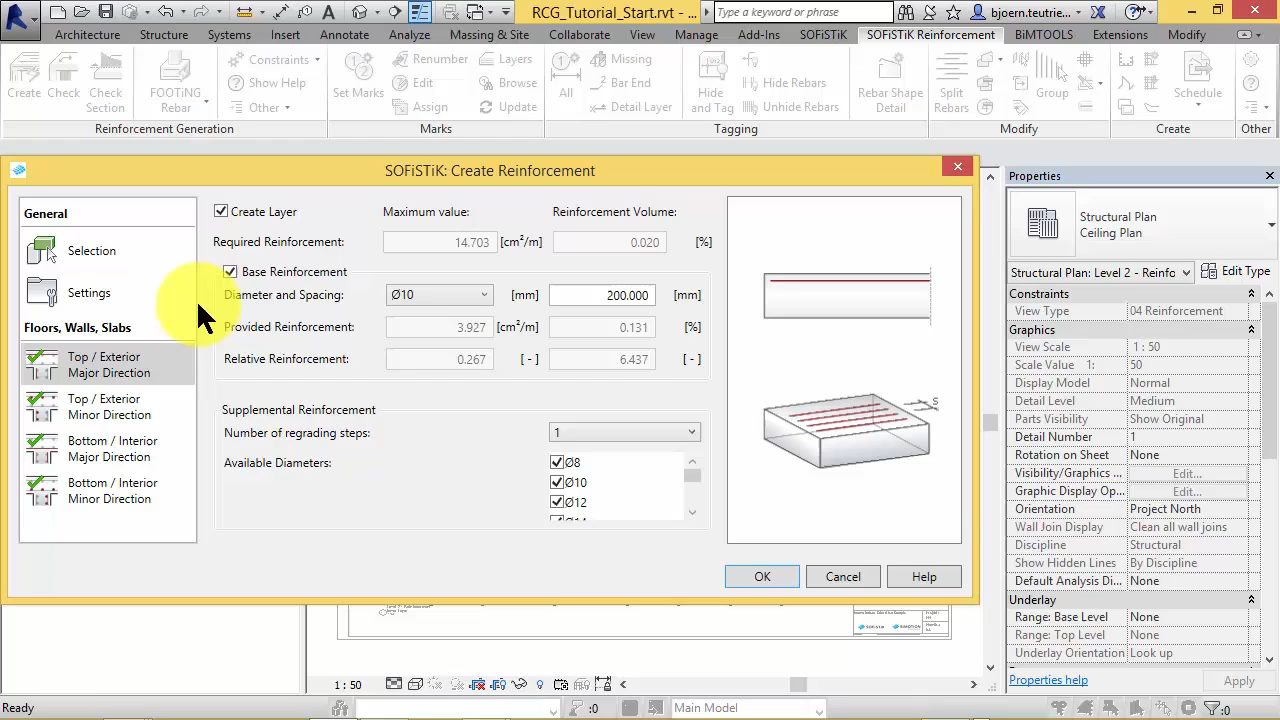 RCG_Tutorial_Start.rvt - ...
Type a keyword or phrase
bjoern.teutrie...
Architecture Structure Systems Insert Annotate Analyze Massing & Site Collaborate View Manage Add-Ins SOFiSTiK SOFiSTiK Reinforcement BiMTOOLS Extensions Modify
Create
Check
Check Section
FOOTiNG Rebar
Constraints
Show Help
Other
Reinforcement Generation
Set Marks
Renumber
Edit
Assign
Layers
Browse
Update
Marks
All
Missing
Bar End
Detail Layer
Hide and Tag
Hide Rebars
Unhide Rebars
Rebar Shape Detail
Tagging
Split Rebars
Group
Modify
Schedule
Create
Other
SOFiSTiK: Create Reinforcement
General
Selection
Settings
Floors, Walls, Slabs
Top / Exterior
Major Direction
Top / Exterior
Minor Direction
Bottom / Interior
Major Direction
Bottom / Interior
Minor Direction
Create Layer Maximum value: Reinforcement Volume:
Required Reinforcement: 14.703 [cm²/m] 0.020 [%]
Base Reinforcement
Diameter and Spacing: Ø10 [mm] 200.000 [mm]
Provided Reinforcement: 3.927 [cm²/m] 0.131 [%]
Relative Reinforcement: 0.267 [ - ] 6.437 [ - ]
Supplemental Reinforcement
Number of regrading steps: 1
Available Diameters: Ø8
Ø10
Ø12
S
OK Cancel Help
Properties
Structural Plan
Ceiling Plan
Structural Plan: Level 2 - Reinfo Edit Type
Constraints
View Type 04 Reinforcement
Graphics
View Scale 1 : 50
Scale Value 1: 50
Display Model Normal
Detail Level Medium
Parts Visibility Show Original
Detail Number 1
Rotation on Sheet None
Visibility/Graphics ... Edit...
Graphic Display Op... Edit...
Orientation Project North
Wall Join Display Clean all wall joins
Discipline Structural
Show Hidden Lines By Discipline
Default Analysis Di... None
Underlay
Range: Base Level None
Range: Top Level None
Underlay Orientation Look up
Properties help Apply
1 : 50
Ready
:0
Main Model
:0